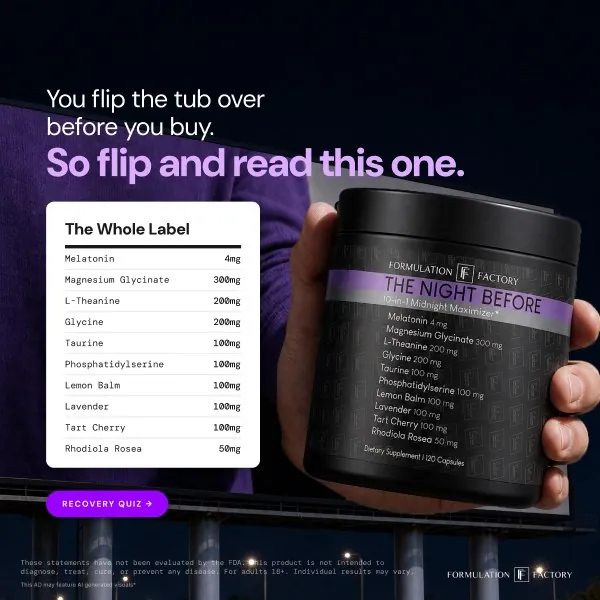 You flip the tub over
before you buy.
So flip and read this one.
The Whole Label
Melatonin 4mg
Magnesium Glycinate 300mg
L-Theanine 200mg
Glycine 200mg
Taurine 100mg
Phosphatidylserine 100mg
Lemon Balm 100mg
Lavender 100mg
Tart Cherry 100mg
Rhodiola Rosea 50mg
FORMULATION FF FACTORY
THE NIGHT BEFORE
10-in-1 Midnight Maximizer*
Melatonin 4 mg
Magnesium Glycinate 300 mg
L-Theanine 200 mg
Glycine 200 mg
Taurine 100 mg
Phosphatidylserine 100 mg
Lemon Balm 100 mg
Lavender 100 mg
Tart Cherry 100 mg
Rhodiola Rosea 50 mg
Dietary Supplement | 120 Capsules
RECOVERY QUIZ →
These statements have not been evaluated by the FDA. This product is not intended to
diagnose, treat, cure, or prevent any disease. For adults 18+. Individual results may vary.
This AD may feature AI generated visuals*
FORMULATION FF FACTORY